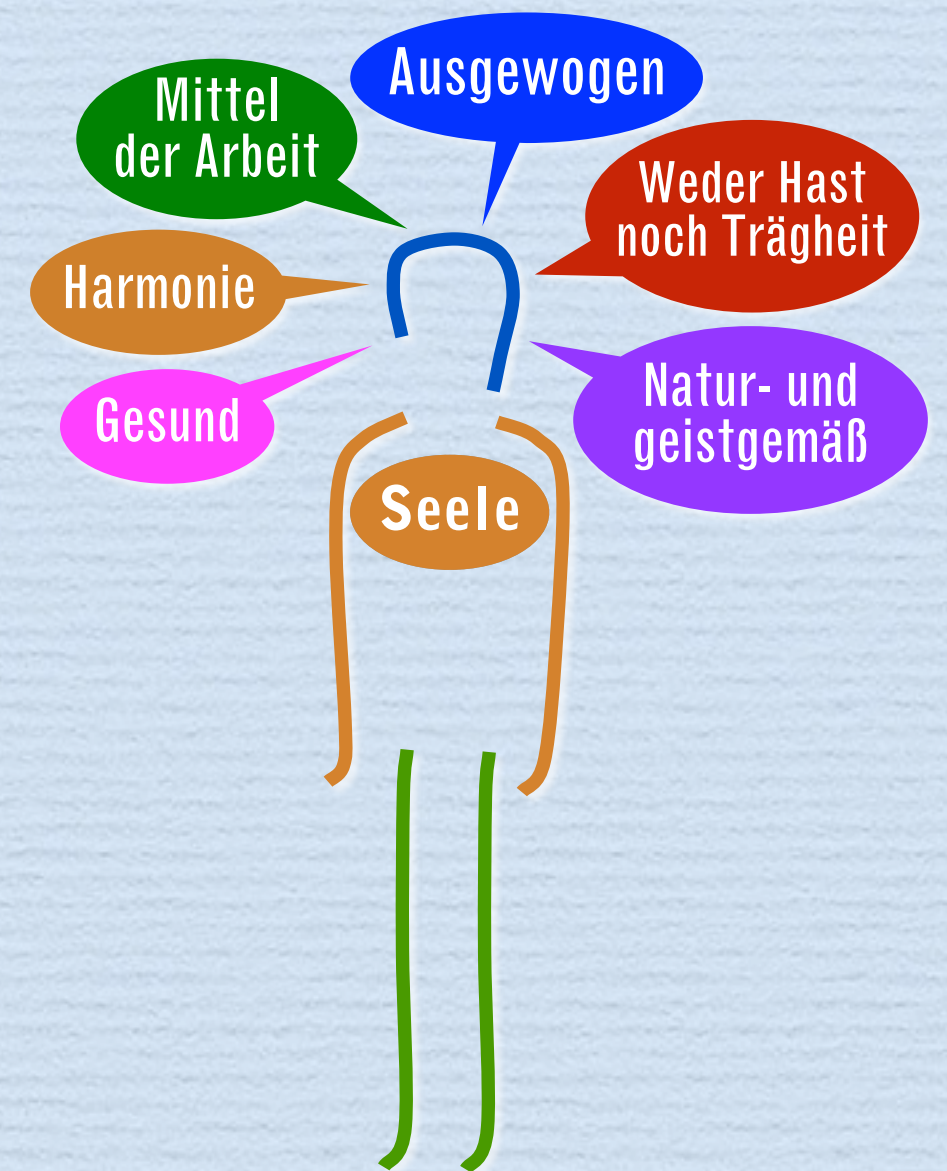 Ausgewogen
Mittel
der Arbeit
Weder Hast
noch Trägheit
Harmonie
Natur- und
geistgemäß
Gesund
Seele